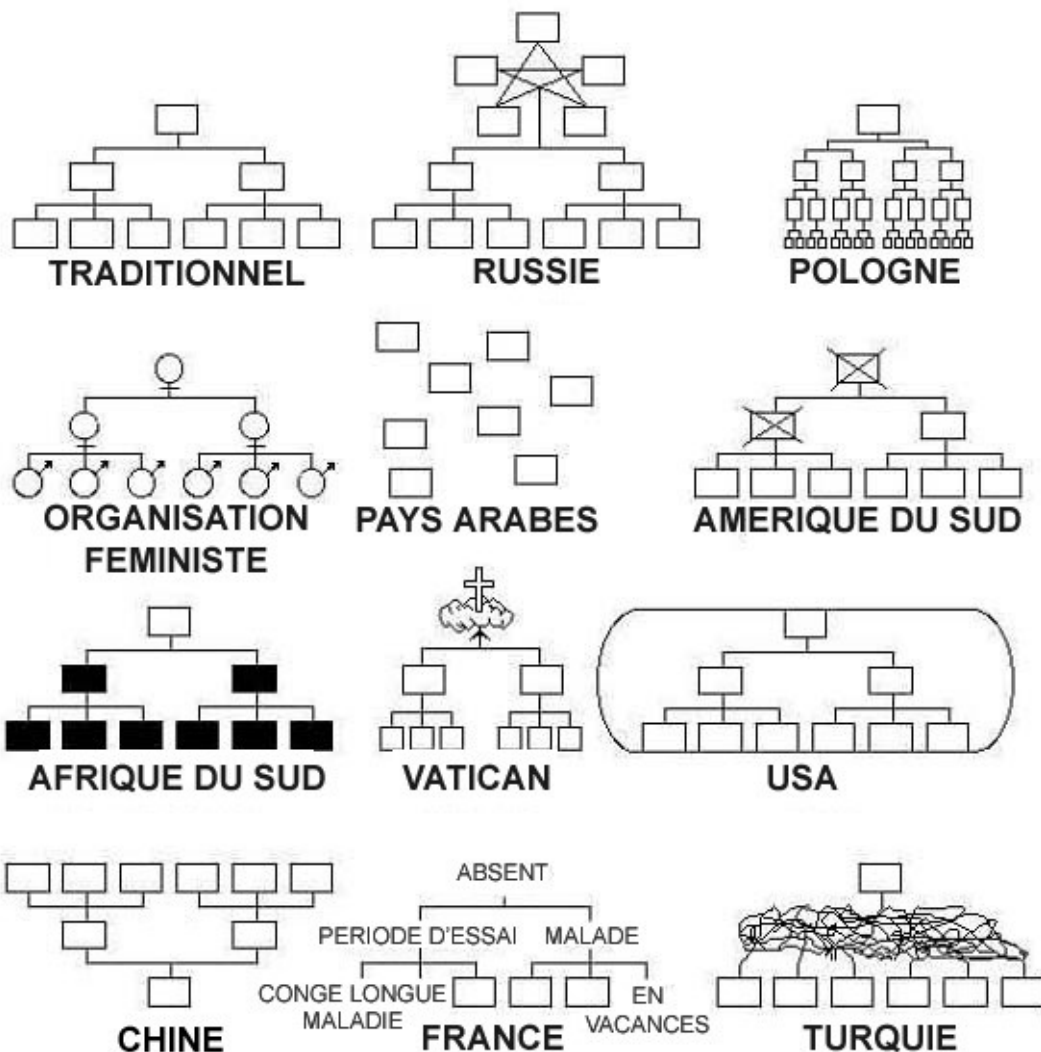 TRADITIONNEL
RUSSIE
POLOGNE
ORGANISATION
FEMINISTE
PAYS ARABES
AMERIQUE DU SUD
AFRIQUE DU SUD
VATICAN
USA
CHINE
ABSENT
PERIODE D'ESSAI
MALADE
CONGE LONGUE
MALADIE
EN
VACANCES
FRANCE
TURQUIE